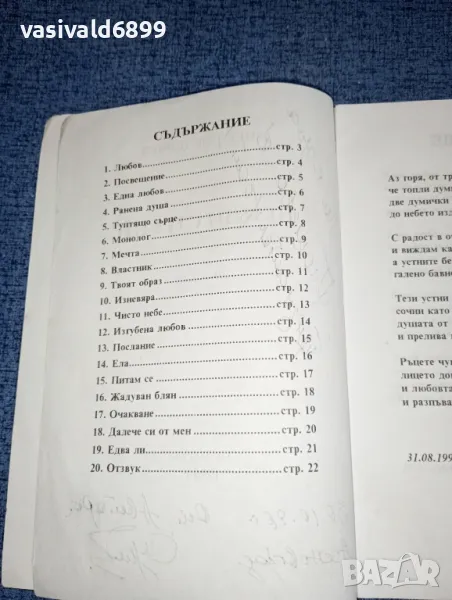 vasivald6899
СЪДЪРЖАНИЕ
1. Любов стр. 3
2. Посвещение стр. 4
3. Една любов стр. 5
4. Ранена душа стр. 6
5. Туптящо сърце стр. 7
6. Монолог стр. 8
7. Мечта стр. 9
8. Властник стр. 10
9. Твоят образ стр. 11
10. Изневяра стр. 12
11. Чисто небе стр. 13
12. Изгубена любов стр. 14
13. Послание стр. 15
14. Ела стр. 16
15. Питам се стр. 17
16. Жадуван блян стр. 18
17. Очакване стр. 19
18. Далече си от мен стр. 20
19. Едва ли стр. 21
20. Отзвук стр. 22
Аз горя, от тр
че топли дум
две думички
до небето изд
С радост в о
и виждам ка
а устните бе
галено бавн
Тези устни
сочни като
душата от с
и прелива
Ръцете чу
лицето до
и любовта
и разпъва
31.08.199
BAZAR